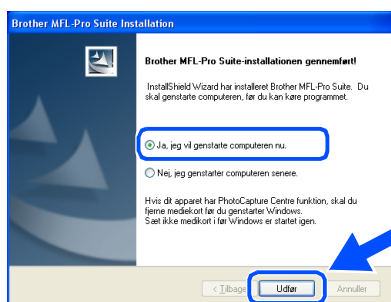 Brother MFL-Pro Suite Installation
Brother MFL-Pro Suite-installationen gennemført!
InstallShield Wizard har installeret Brother MFL-Pro Suite. Du
skal genstarte computeren, før du kan køre programmet.
Ja, jeg vil genstarte computeren nu.
Nej, jeg genstarter computeren senere.
Hvis dit apparet har PhotoCapture Centre funktion, skal du
fjerne mediekort før du genstarter Windows.
Sæt ikke medikort i før Windows er startet igen.
< Tilbage Udfør Annuller